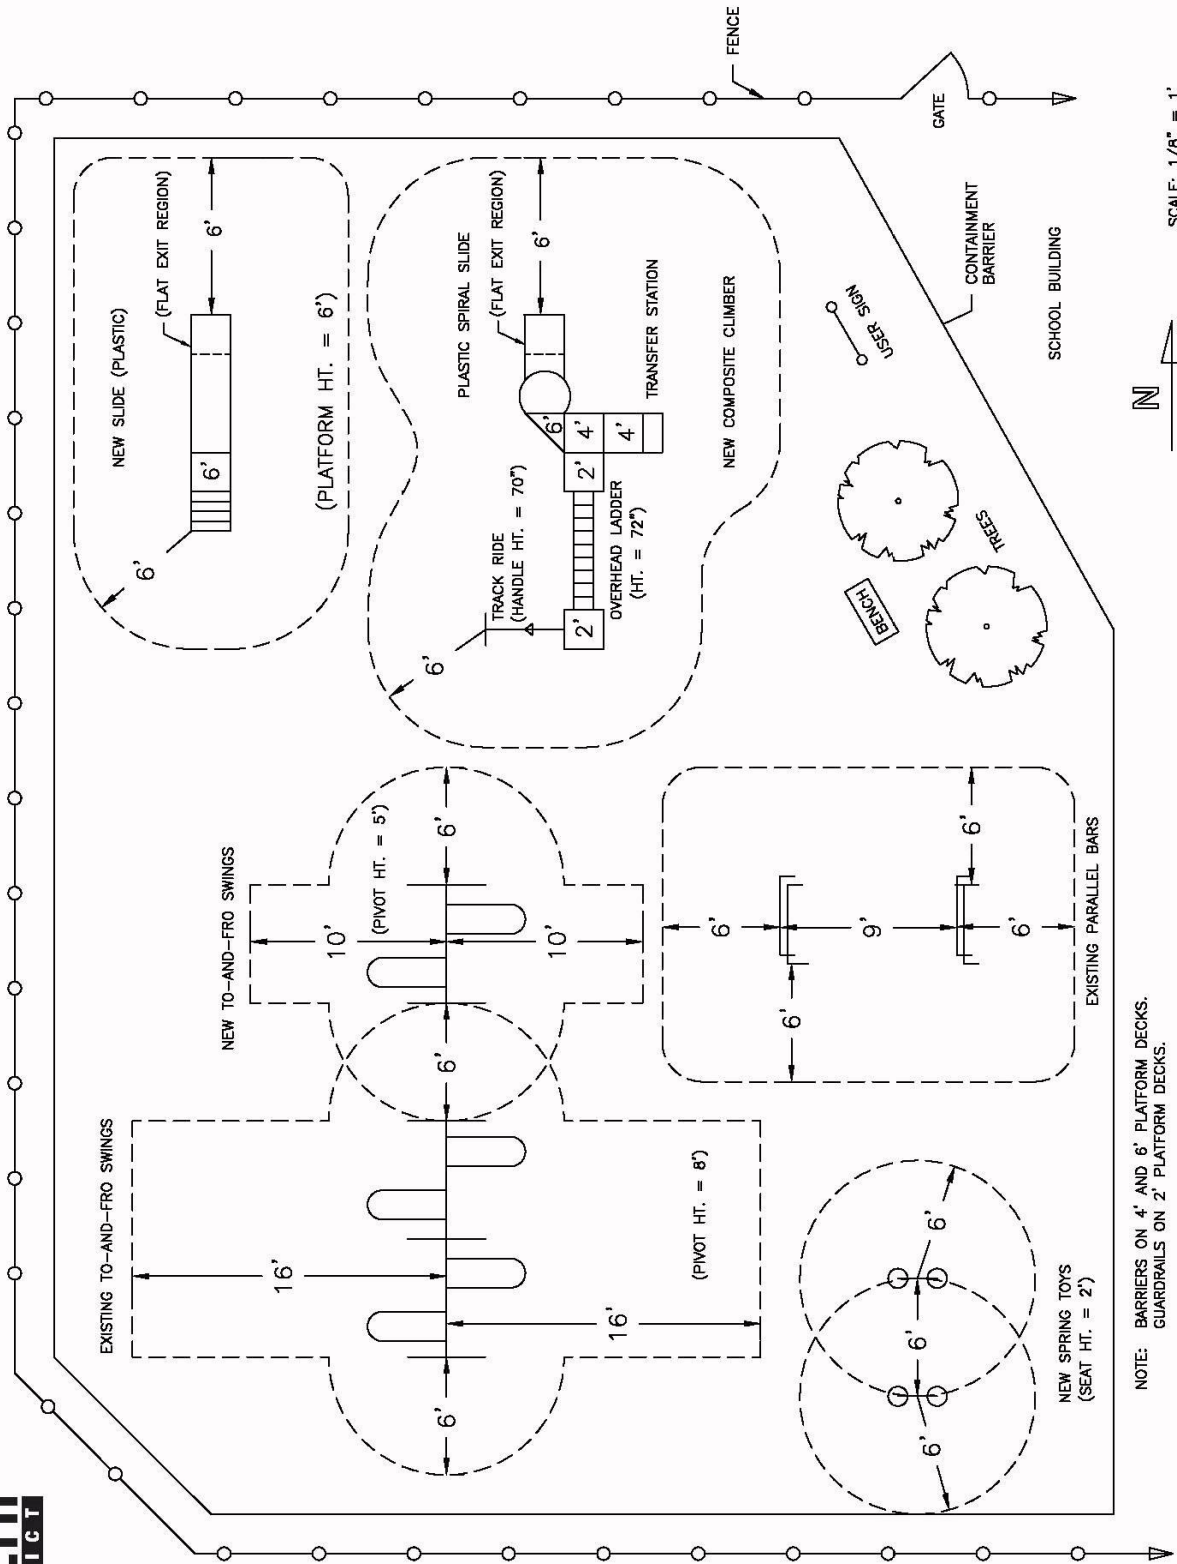 ICT
EXISTING TO-AND-FRO SWINGS
16'
6'
6'
16'
(PIVOT HT. = 8')
NEW TO-AND-FRO SWINGS
10'
10'
(PIVOT HT. = 5')
6'
NEW SLIDE (PLASTIC)
(FLAT EXIT REGION)
6'
6'
6'
(PLATFORM HT. = 6')
PLASTIC SPIRAL SLIDE
(FLAT EXIT REGION)
6'
6'
TRACK RIDE
(HANDLE HT. = 70")
6'
4'
4'
2'
2'
OVERHEAD LADDER
(HT. = 72")
TRANSFER STATION
NEW COMPOSITE CLIMBER
FENCE
GATE
6'
6'
6'
9'
6'
EXISTING PARALLEL BARS
BENCH
TREES
USER SIGN
CONTAINMENT
BARRIER
SCHOOL BUILDING
6'
6'
6'
NEW SPRING TOYS
(SEAT HT. = 2')
NOTE: BARRIERS ON 4' AND 6' PLATFORM DECKS.
GUARDRAILS ON 2' PLATFORM DECKS.
N
SCALE: 1/8" = 1'